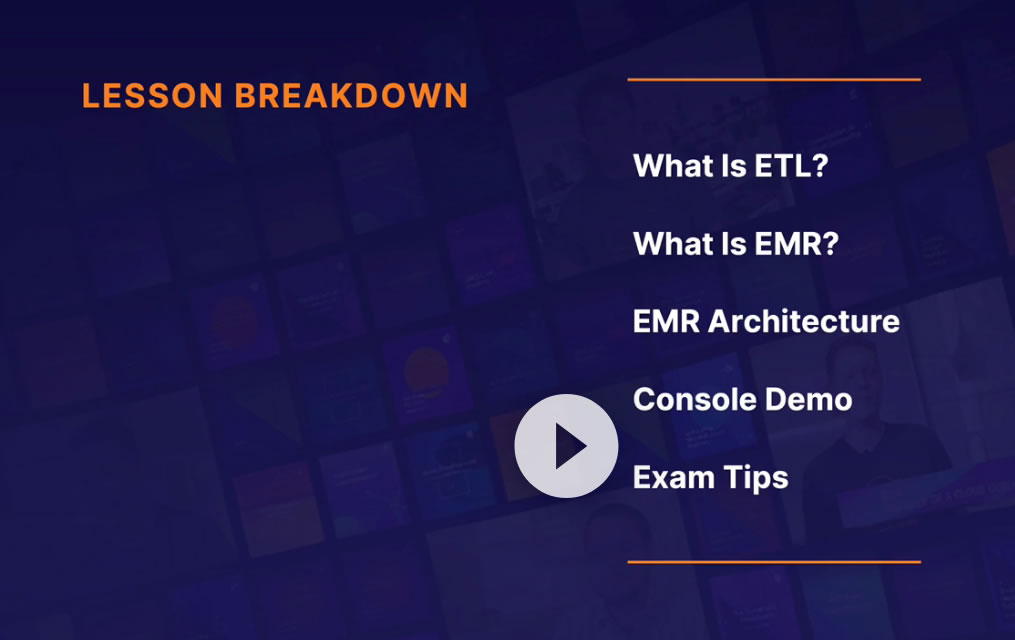 LESSON BREAKDOWN
What Is ETL?
What Is EMR?
EMR Architecture
Console Demo
Exam Tips